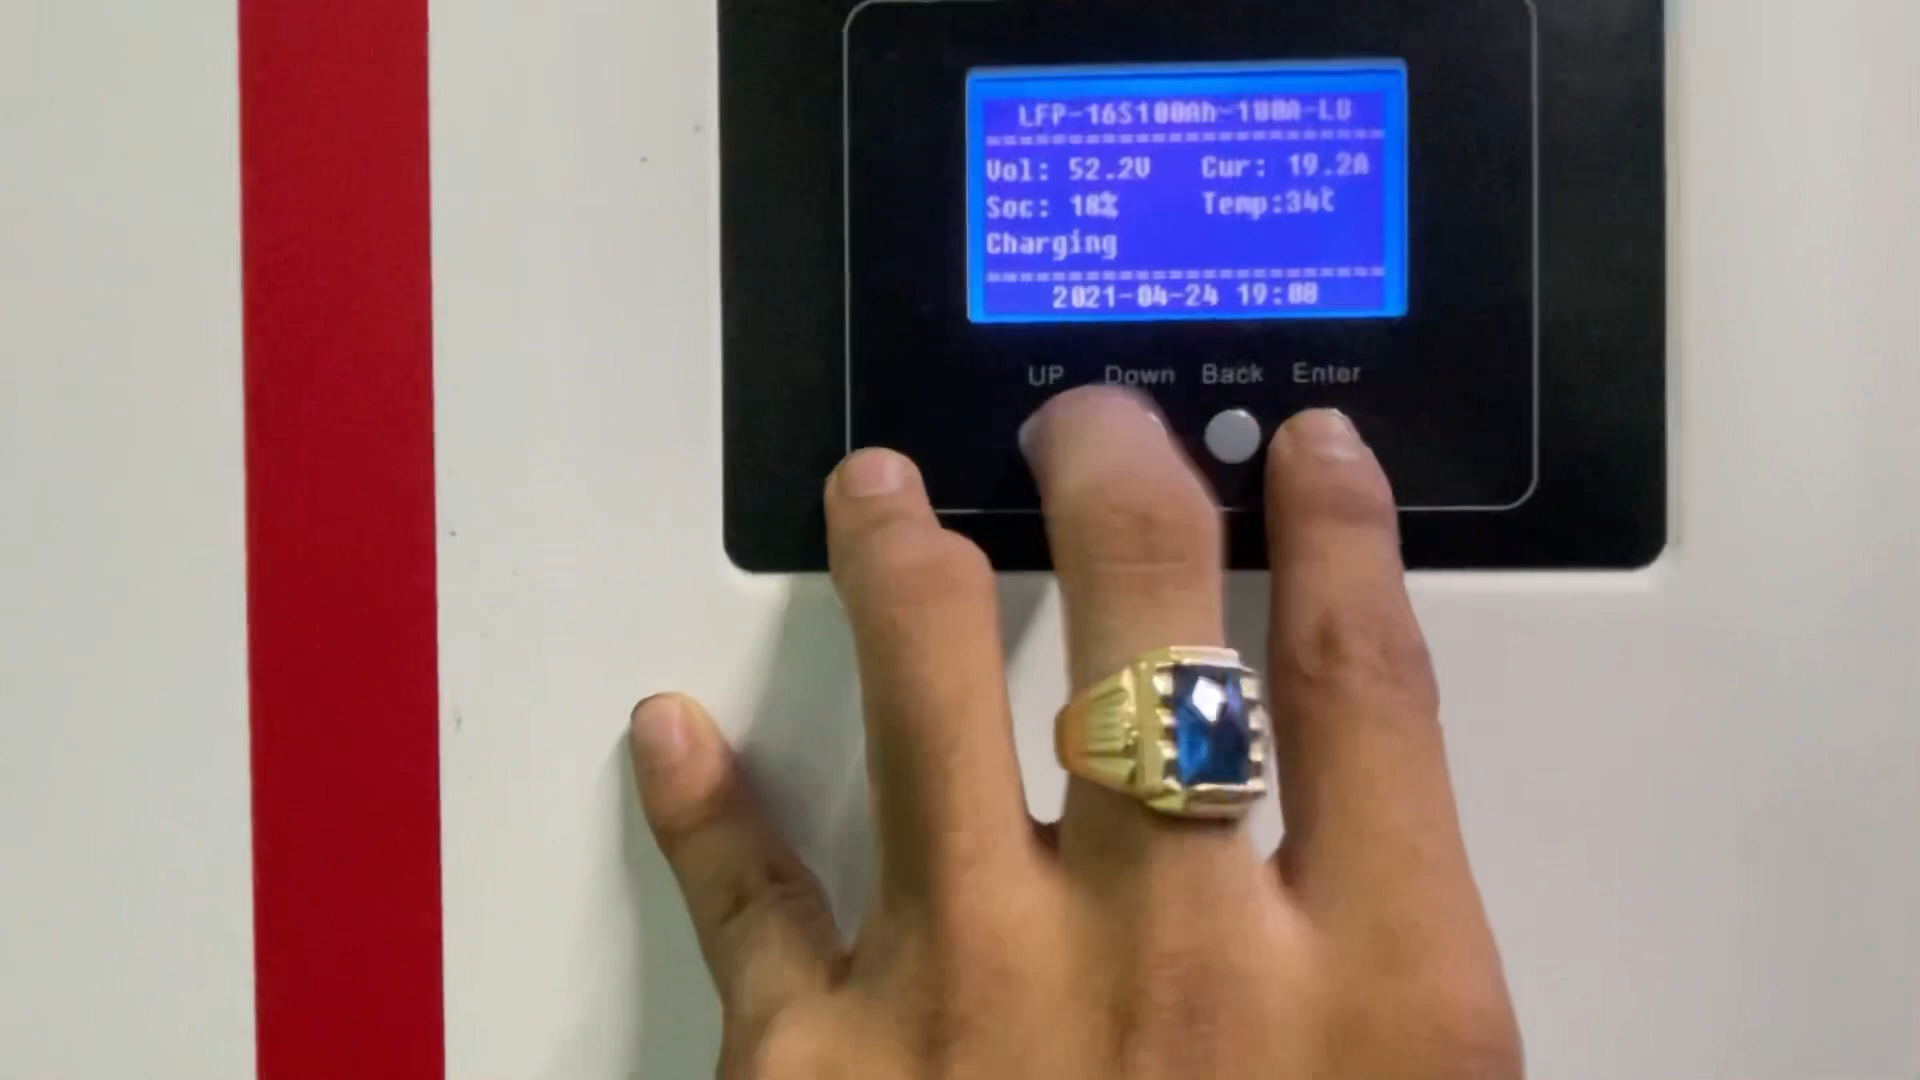 LFP-16S100Ah-100A-LO
Vol: 52.2V Cur: 19.2A
Soc: 18% Temp:34℃
Charging
2021-04-24 19:08
UP Down Back Enter